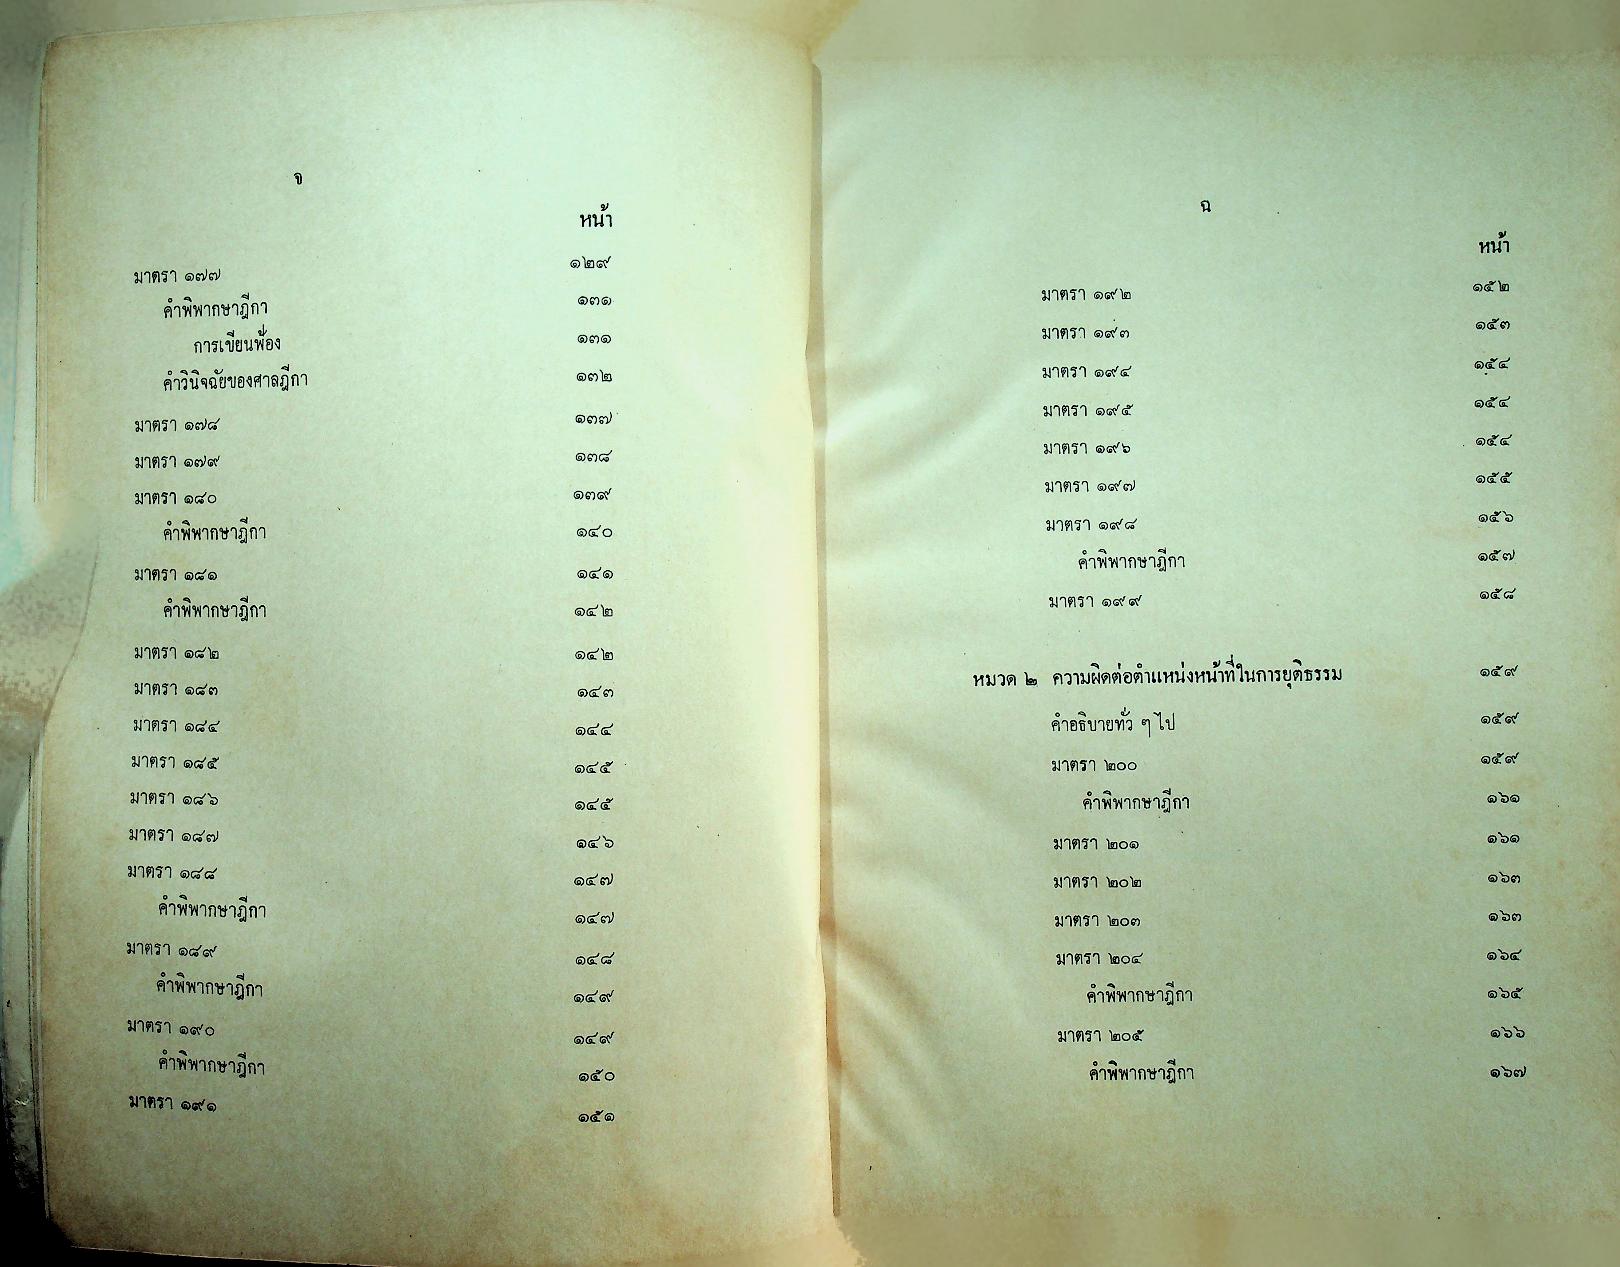 จ
หน้า
มาตรา ๑๗๗ ๑๒๙
คำพิพากษาฎีกา ๑๓๑
การเขียนฟ้อง ๑๓๑
คำวินิจฉัยของศาลฎีกา ๑๓๒
มาตรา ๑๗๘ ๑๓๗
มาตรา ๑๗๙ ๑๓๘
มาตรา ๑๘๐ ๑๓๙
คำพิพากษาฎีกา ๑๔๐
มาตรา ๑๘๑ ๑๔๑
คำพิพากษาฎีกา ๑๔๒
มาตรา ๑๘๒ ๑๔๒
มาตรา ๑๘๓ ๑๔๓
มาตรา ๑๘๔ ๑๔๔
มาตรา ๑๘๕ ๑๔๕
มาตรา ๑๘๖ ๑๔๕
มาตรา ๑๘๗ ๑๔๖
มาตรา ๑๘๘ ๑๔๗
คำพิพากษาฎีกา ๑๔๗
มาตรา ๑๘๙ ๑๔๘
คำพิพากษาฎีกา ๑๔๙
มาตรา ๑๙๐ ๑๔๙
คำพิพากษาฎีกา ๑๕๐
มาตรา ๑๙๑ ๑๕๑
ฉ
หน้า
มาตรา ๑๙๒ ๑๕๒
มาตรา ๑๙๓ ๑๕๓
มาตรา ๑๙๔ ๑๕๔
มาตรา ๑๙๕ ๑๕๔
มาตรา ๑๙๖ ๑๕๔
มาตรา ๑๙๗ ๑๕๕
มาตรา ๑๙๘ ๑๕๖
คำพิพากษาฎีกา ๑๕๗
มาตรา ๑๙๙ ๑๕๘
หมวด ๒ ความผิดต่อตำแหน่งหน้าที่ในการยุติธรรม ๑๕๙
คำอธิบายทั่ว ๆ ไป ๑๕๙
มาตรา ๒๐๐ ๑๕๙
คำพิพากษาฎีกา ๑๖๑
มาตรา ๒๐๑ ๑๖๑
มาตรา ๒๐๒ ๑๖๓
มาตรา ๒๐๓ ๑๖๓
มาตรา ๒๐๔ ๑๖๔
คำพิพากษาฎีกา ๑๖๕
มาตรา ๒๐๕ ๑๖๖
คำพิพากษาฎีกา ๑๖๗